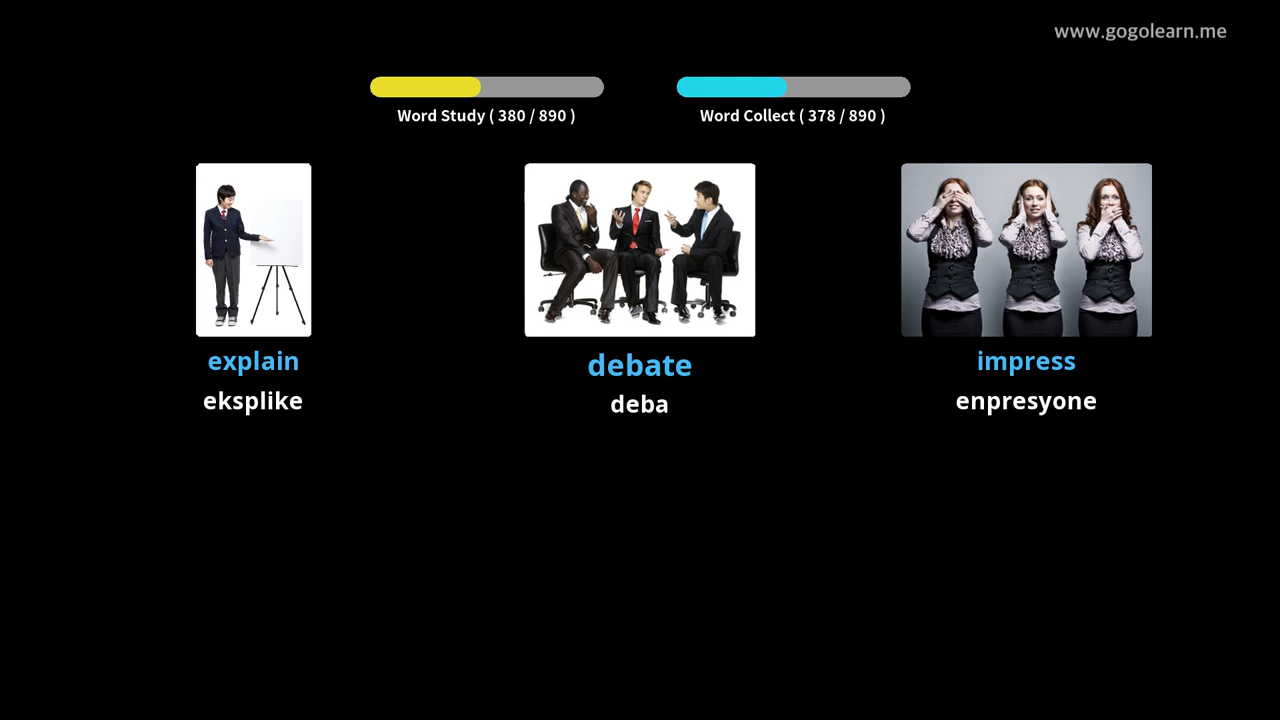 www.gogolearn.me
Word Study ( 380 / 890 )
Word Collect ( 378 / 890 )
explain
debate
impress
eksplike
deba
enpresyone